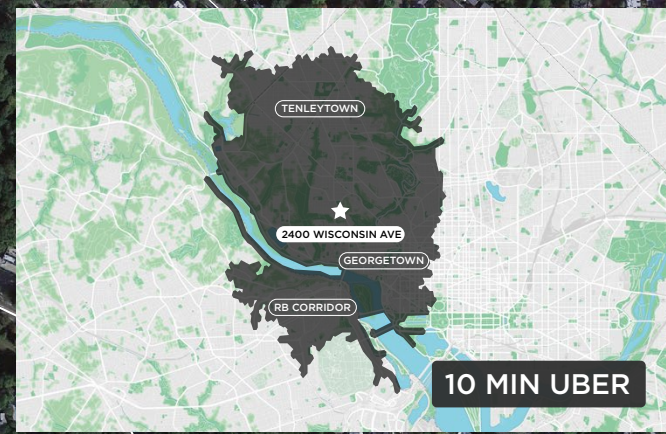 TENLEYTOWN
2400 WISCONSIN AVE
GEORGETOWN
RB CORRIDOR
10 MIN UBER